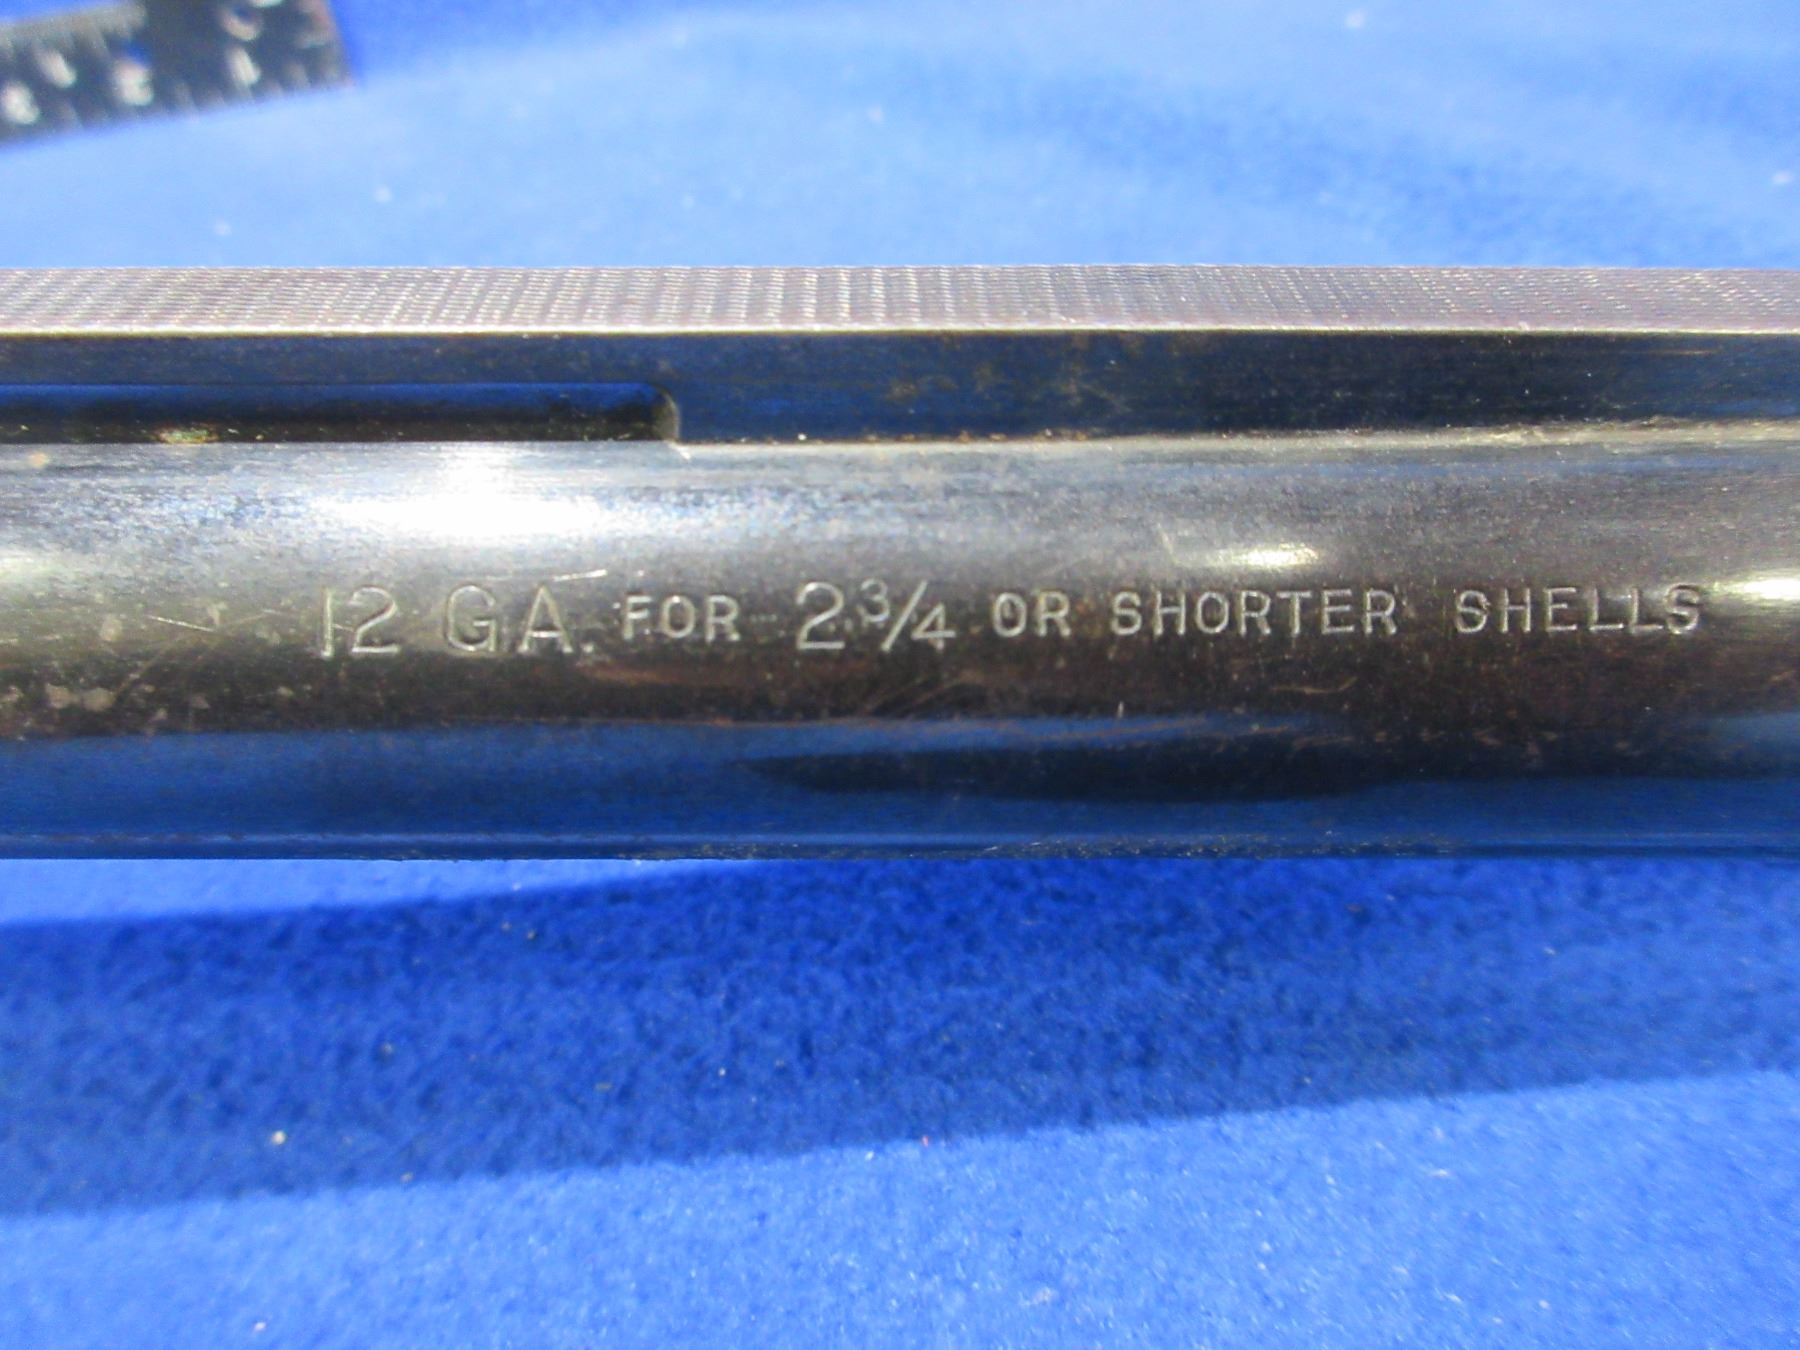 12 GA. FOR 2¾ OR SHORTER SHELLS